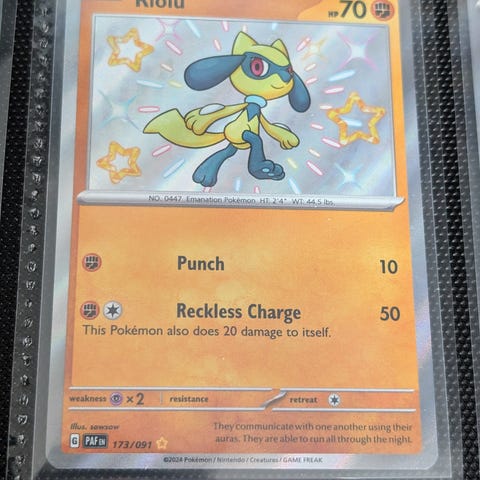 Riolu HP 70
NO. 0447 Emanation Pokémon HT: 2'4" WT: 44.5 lbs.
Punch 10
Reckless Charge 50
This Pokémon also does 20 damage to itself.
weakness ×2 resistance retreat
Illus. sowsow
G PAF EN 173/091
They communicate with one another using their
auras. They are able to run all through the night.
©2024 Pokémon / Nintendo / Creatures / GAME FREAK